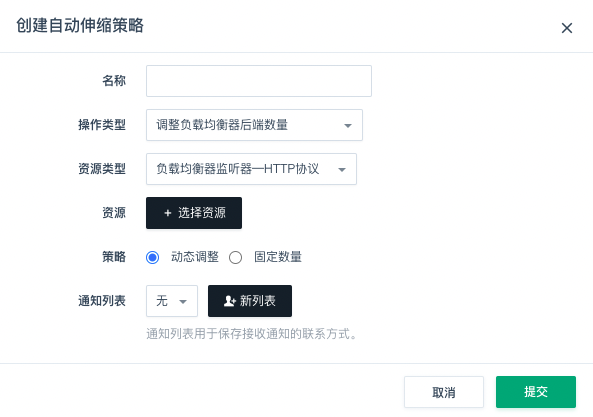 创建自动伸缩策略
名称
操作类型 调整负载均衡器后端数量
资源类型 负载均衡器监听器—HTTP协议
资源 + 选择资源
策略 动态调整 固定数量
通知列表 无 新列表
通知列表用于保存接收通知的联系方式。
取消 提交